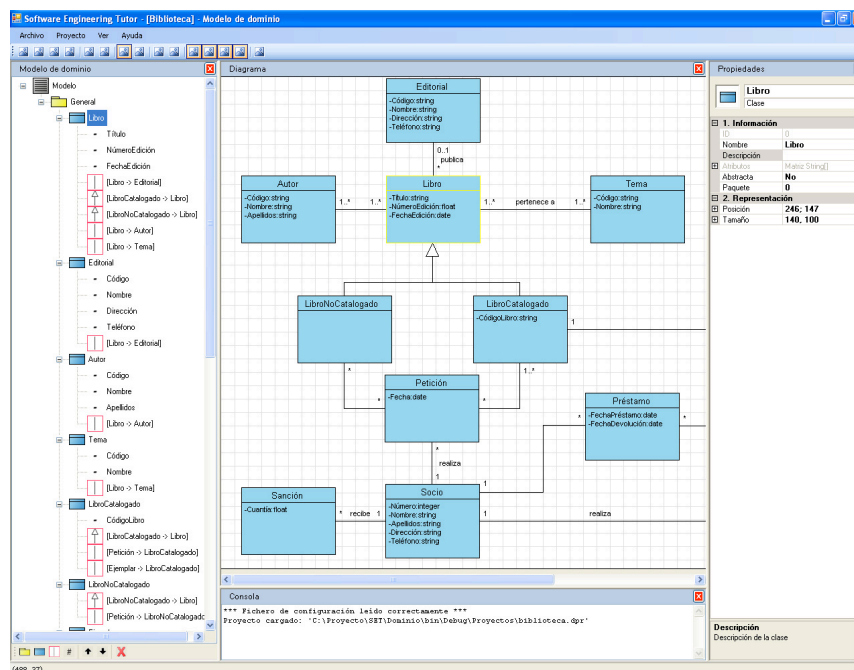 Software Engineering Tutor - [Biblioteca] - Modelo de dominio
Archivo Proyecto Ver Ayuda
Modelo de dominio
Modelo
General
Libro
Título
NúmeroEdición
FechaEdición
[Libro -> Editorial]
[LibroCatalogado -> Libro]
[LibroNoCatalogado -> Libro]
[Libro -> Autor]
[Libro -> Tema]
Editorial
Código
Nombre
Dirección
Teléfono
[Libro -> Editorial]
Autor
Código
Nombre
Apellidos
[Libro -> Autor]
Tema
Código
Nombre
[Libro -> Tema]
LibroCatalogado
CódigoLibro
[LibroCatalogado -> Libro]
[Petición -> LibroCatalogado]
[Ejemplar -> LibroCatalogado]
LibroNoCatalogado
[LibroNoCatalogado -> Libro]
[Petición -> LibroNoCatalogadc
#
Diagrama
Editorial
-Código:string
-Nombre:string
-Dirección:string
-Teléfono:string
0..1
publica
*
Autor
-Código:string
-Nombre:string
-Apellidos:string
1..*
1..*
Libro
-Título:string
-NúmeroEdición:float
-FechaEdición:date
1..*
pertenece a
1..*
Tema
-Código:string
-Nombre:string
LibroNoCatalogado
LibroCatalogado
-CódigoLibro:string
1
*
1..*
Petición
-Fecha:date
*
*
Préstamo
-FechaPréstamo:date
-FechaDevolución:date
*
*
*
realiza
1
1
Sanción
-Cuantía:float
* recibe 1
Socio
-Número:integer
-Nombre:string
-Apellidos:string
-Dirección:string
-Teléfono:string
1
realiza
Consola
*** Fichero de configuración leído correctamente ***
Proyecto cargado: 'C:\Proyecto\SET\Dominio\bin\Debug\Proyectos\biblioteca.dpr'
Propiedades
Libro
Clase
1. Información
ID 0
Nombre Libro
Descripción
Atributos Matriz String[]
Abstracta No
Paquete 0
2. Representación
Posición 246; 147
Tamaño 140, 100
Descripción
Descripción de la clase